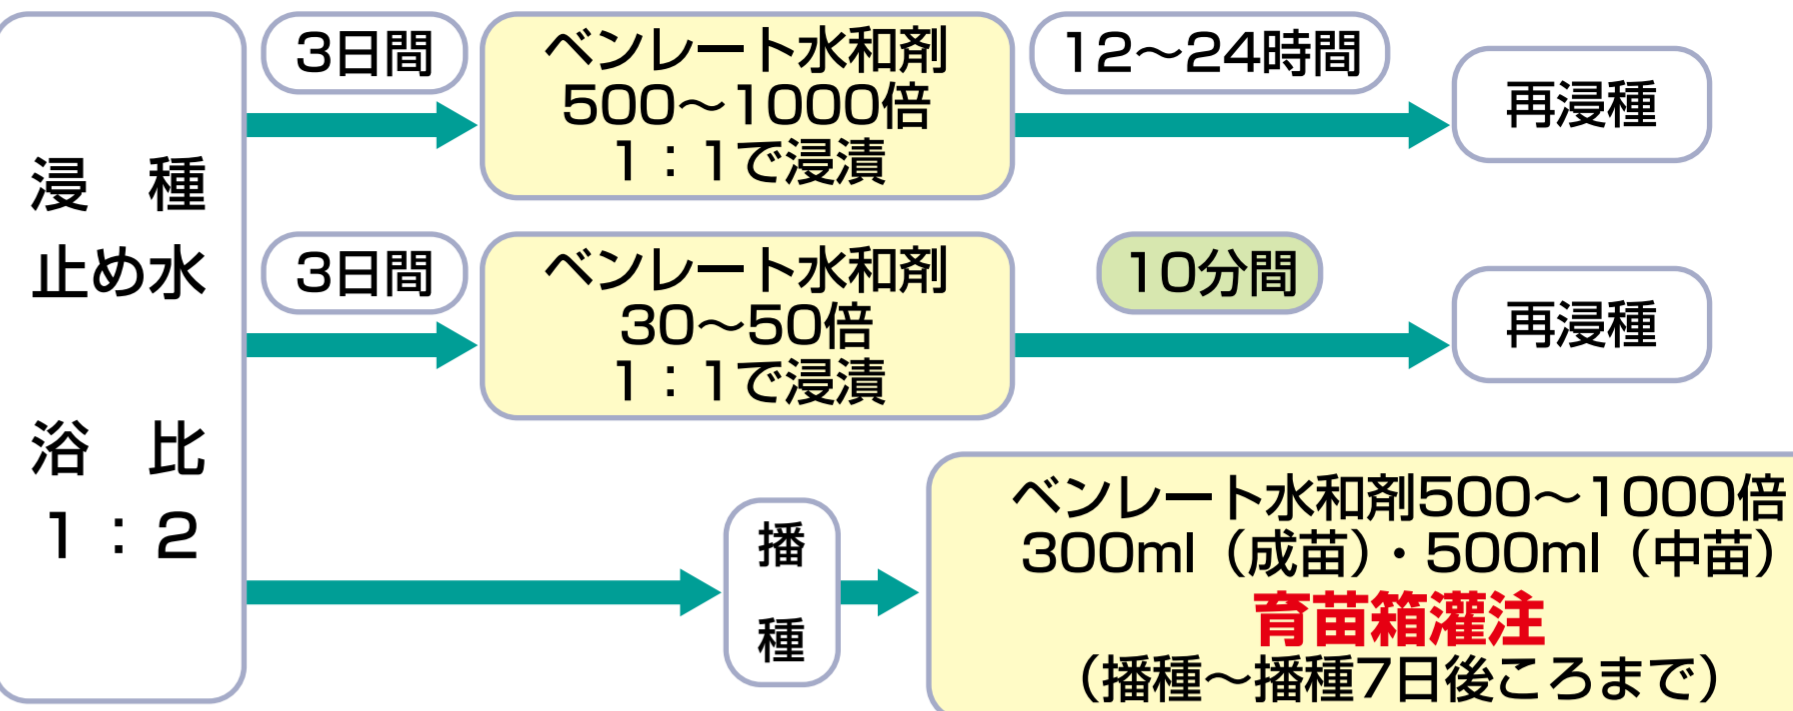 浸　種
止め水
浴　比
1：2
3日間
ベンレート水和剤
500～1000倍
1：1で浸漬
12～24時間
再浸種
3日間
ベンレート水和剤
30～50倍
1：1で浸漬
10分間
再浸種
播
種
ベンレート水和剤500～1000倍
300ml（成苗）・500ml（中苗）
育苗箱灌注
（播種～播種7日後ころまで）